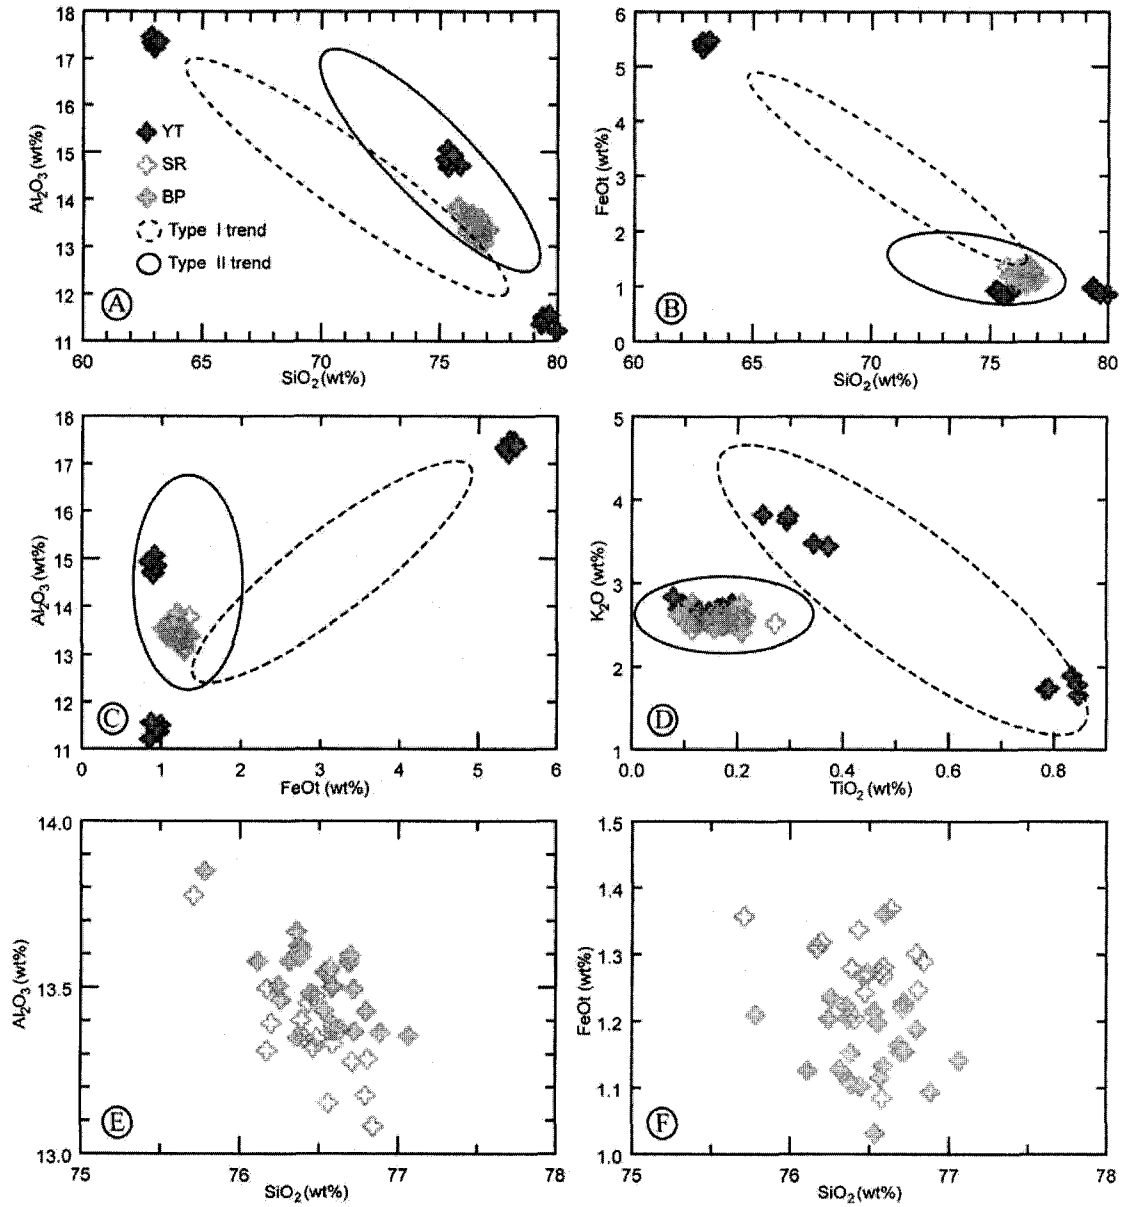 18
17
16
15
14
13
12
11
Al₂O₃ (wt%)
YT
SR
BP
Type I trend
Type II trend
A
60
65
70
75
80
SiO₂ (wt%)
6
5
4
3
2
1
0
FeOt (wt%)
B
60
65
70
75
80
SiO₂ (wt%)
18
17
16
15
14
13
12
11
Al₂O₃ (wt%)
C
0
1
2
3
4
5
6
FeOt (wt%)
5
4
3
2
1
K₂O (wt%)
D
0.0
0.2
0.4
0.6
0.8
TiO₂ (wt%)
14.0
13.5
13.0
Al₂O₃ (wt%)
E
75
76
77
78
SiO₂ (wt%)
1.5
1.4
1.3
1.2
1.1
1.0
FeOt (wt%)
F
75
76
77
78
SiO₂ (wt%)